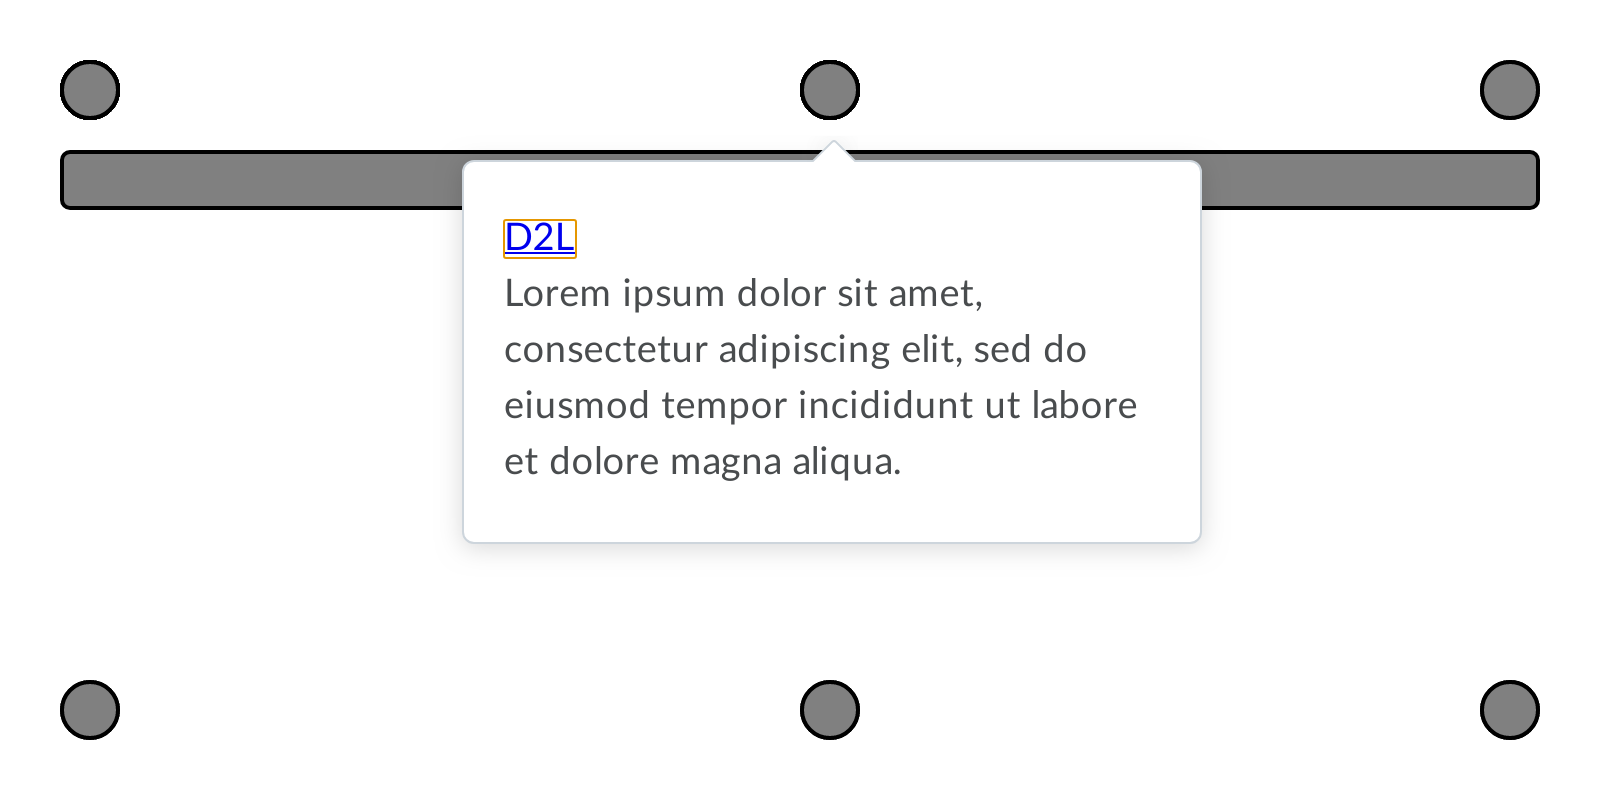 D2L
Lorem ipsum dolor sit amet,
consectetur adipiscing elit, sed do
eiusmod tempor incididunt ut labore
et dolore magna aliqua.